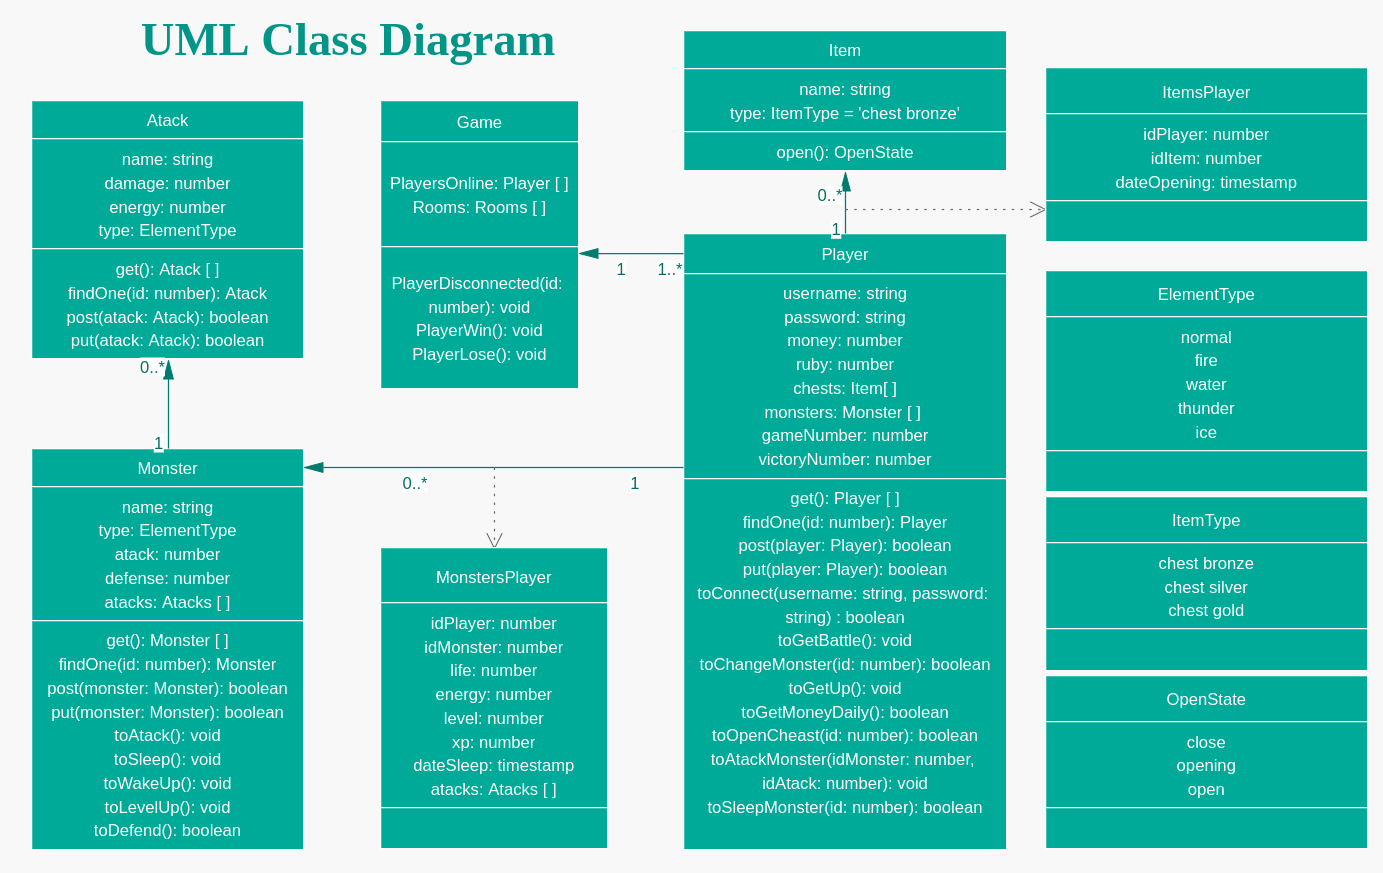 UML Class Diagram
Atack
name: string
damage: number
energy: number
type: ElementType
get(): Atack [ ]
findOne(id: number): Atack
post(atack: Atack): boolean
put(atack: Atack): boolean
0..*
1
Monster
name: string
type: ElementType
atack: number
defense: number
atacks: Atacks [ ]
get(): Monster [ ]
findOne(id: number): Monster
post(monster: Monster): boolean
put(monster: Monster): boolean
toAtack(): void
toSleep(): void
toWakeUp(): void
toLevelUp(): void
toDefend(): boolean
Game
PlayersOnline: Player [ ]
Rooms: Rooms [ ]
PlayerDisconnected(id:
number): void
PlayerWin(): void
PlayerLose(): void
1
1..*
0..*
1
MonstersPlayer
idPlayer: number
idMonster: number
life: number
energy: number
level: number
xp: number
dateSleep: timestamp
atacks: Atacks [ ]
Item
name: string
type: ItemType = 'chest bronze'
open(): OpenState
0..*
1
Player
username: string
password: string
money: number
ruby: number
chests: Item[ ]
monsters: Monster [ ]
gameNumber: number
victoryNumber: number
get(): Player [ ]
findOne(id: number): Player
post(player: Player): boolean
put(player: Player): boolean
toConnect(username: string, password:
string) : boolean
toGetBattle(): void
toChangeMonster(id: number): boolean
toGetUp(): void
toGetMoneyDaily(): boolean
toOpenCheast(id: number): boolean
toAtackMonster(idMonster: number,
idAtack: number): void
toSleepMonster(id: number): boolean
ItemsPlayer
idPlayer: number
idItem: number
dateOpening: timestamp
ElementType
normal
fire
water
thunder
ice
ItemType
chest bronze
chest silver
chest gold
OpenState
close
opening
open